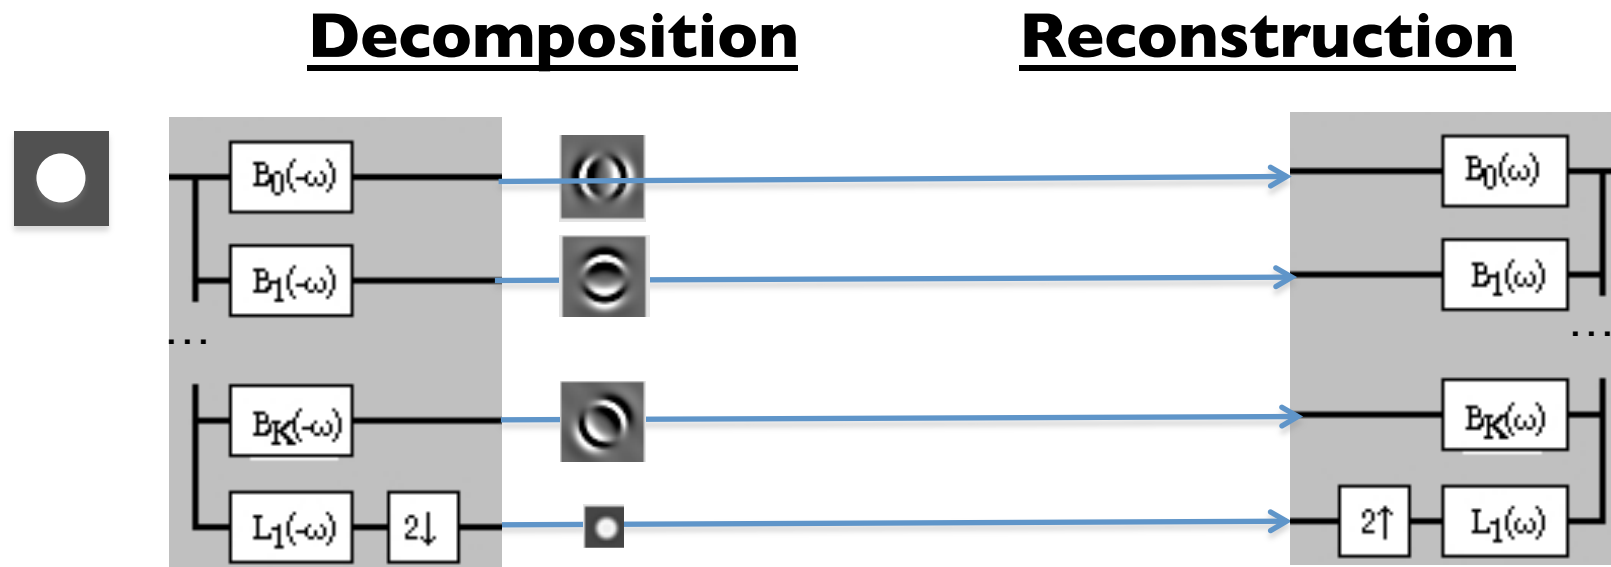 Decomposition Reconstruction
B0(-ω) B0(ω)
B1(-ω) B1(ω)
... ...
BK(-ω) BK(ω)
L1(-ω) 2↓ 2↑ L1(ω)